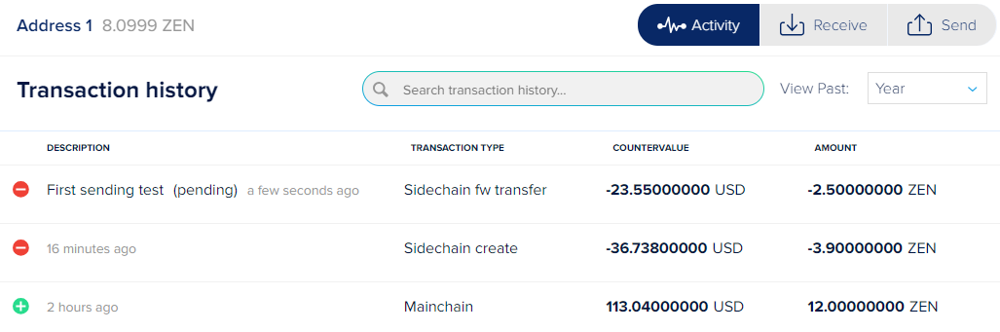 Address 1 8.0999 ZEN Activity Receive Send
Transaction history Search transaction history... View Past: Year
DESCRIPTION TRANSACTION TYPE COUNTERVALUE AMOUNT
First sending test (pending) a few seconds ago Sidechain fw transfer -23.55000000 USD -2.50000000 ZEN
16 minutes ago Sidechain create -36.73800000 USD -3.90000000 ZEN
2 hours ago Mainchain 113.04000000 USD 12.00000000 ZEN